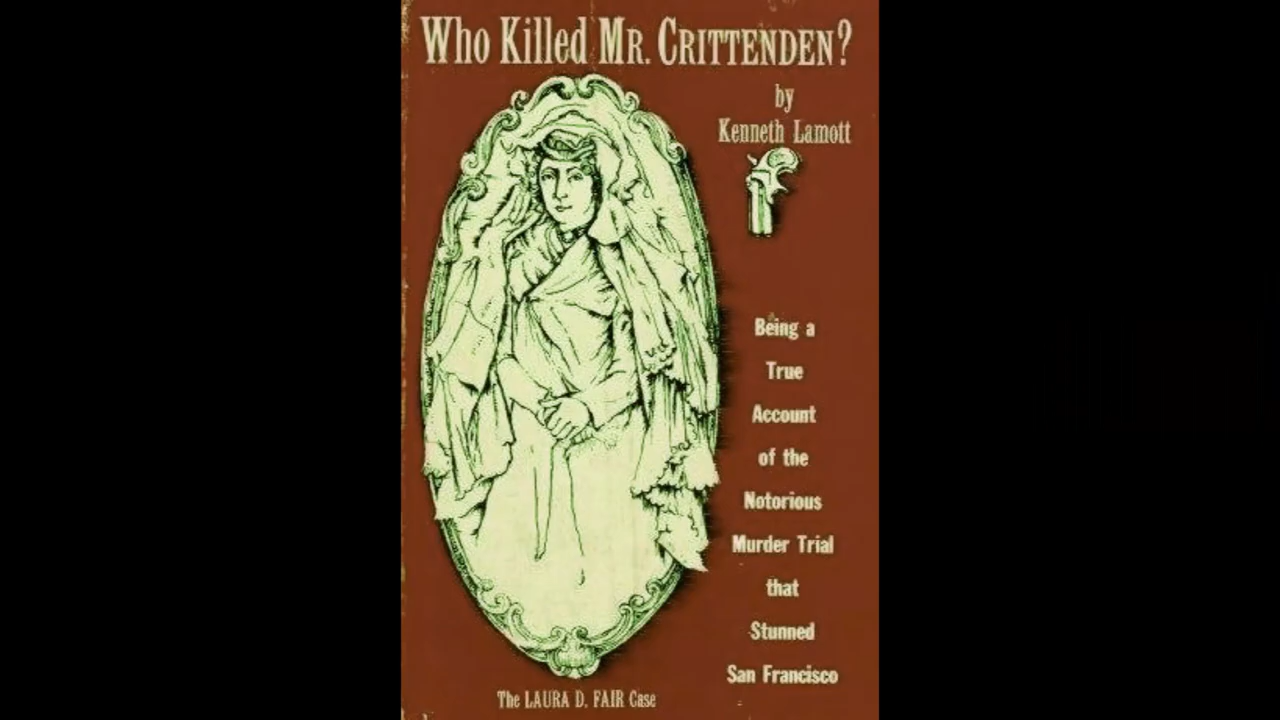 Who Killed Mr. Crittenden?
by
Kenneth Lamott
Being a
True
Account
of the
Notorious
Murder Trial
that
Stunned
San Francisco
The LAURA D. FAIR Case